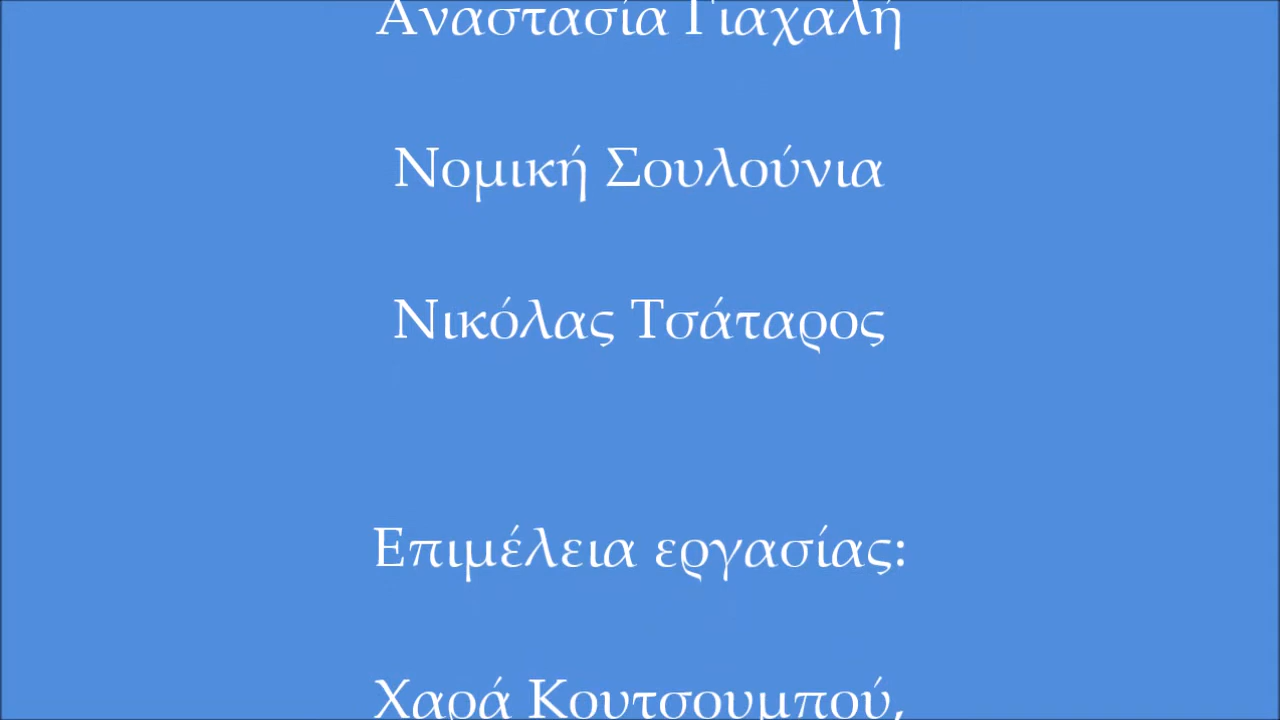 Αναστασία Γιαχαλή
Νομική Σουλούνια
Νικόλας Τσάταρος
Επιμέλεια εργασίας:
Χαρά Κουτσουμπού,